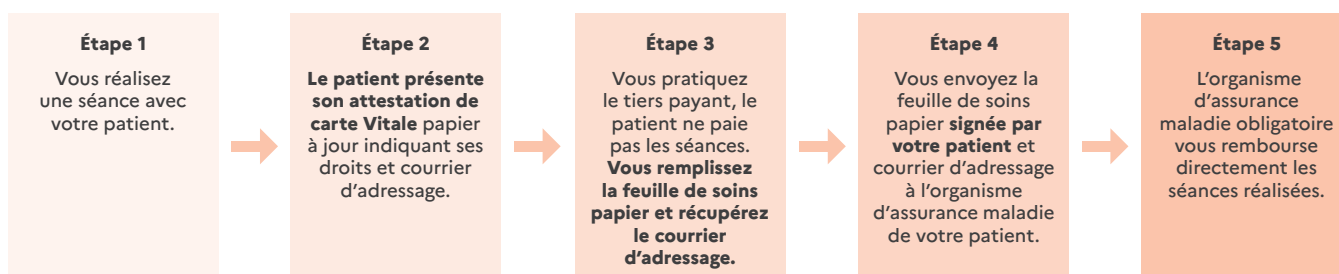 Étape 1
Vous réalisez
une séance avec
votre patient.
Étape 2
Le patient présente
son attestation de
carte Vitale papier
à jour indiquant ses
droits et courrier
d’adressage.
Étape 3
Vous pratiquez
le tiers payant, le
patient ne paie
pas les séances.
Vous remplissez
la feuille de soins
papier et récupérez
le courrier
d’adressage.
Étape 4
Vous envoyez la
feuille de soins
papier signée par
votre patient et
courrier d’adressage
à l’organisme
d’assurance maladie
de votre patient.
Étape 5
L’organisme
d’assurance
maladie obligatoire
vous rembourse
directement les
séances réalisées.